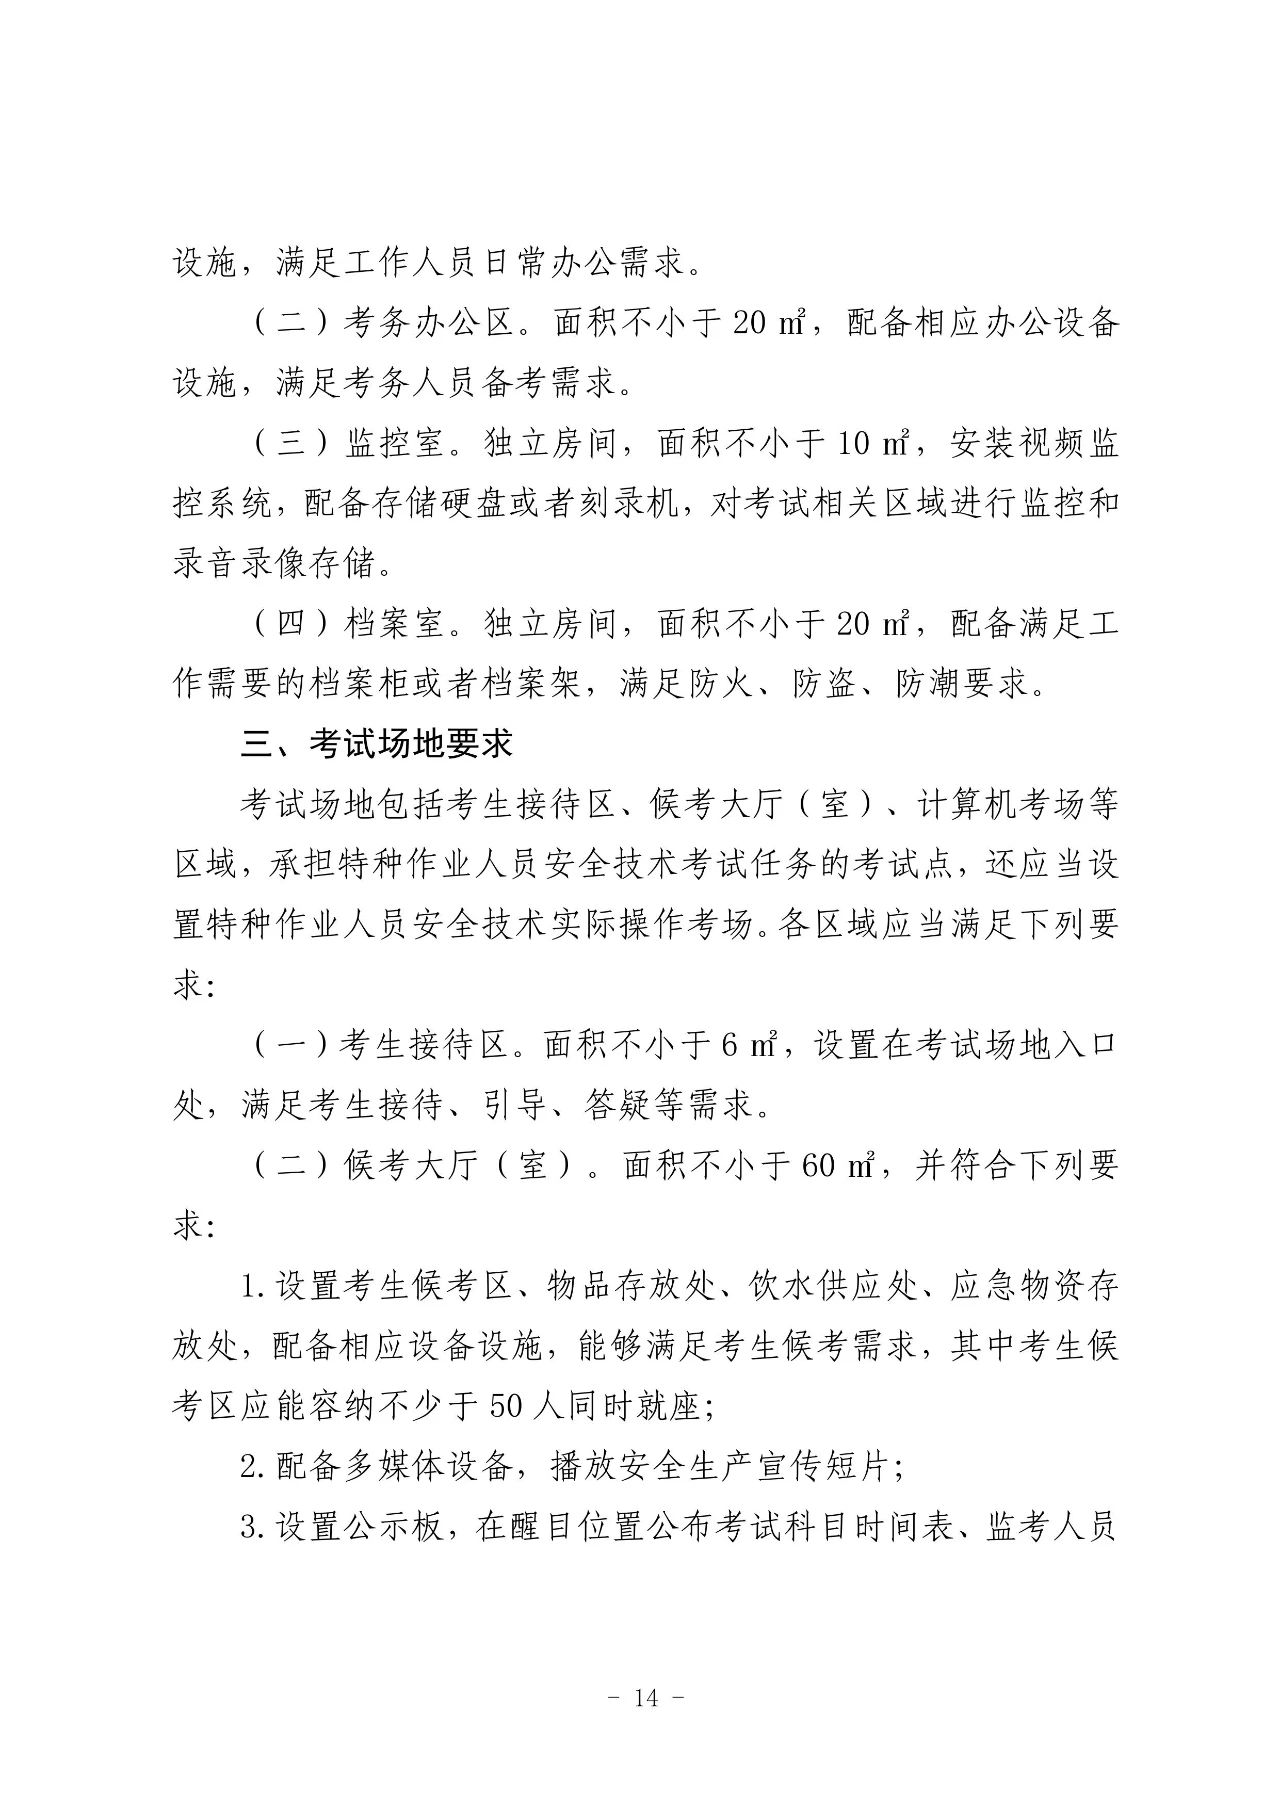 设施，满足工作人员日常办公需求。
（二）考务办公区。面积不小于 20 ㎡，配备相应办公设备
设施，满足考务人员备考需求。
（三）监控室。独立房间，面积不小于 10 ㎡，安装视频监
控系统，配备存储硬盘或者刻录机，对考试相关区域进行监控和
录音录像存储。
（四）档案室。独立房间，面积不小于 20 ㎡，配备满足工
作需要的档案柜或者档案架，满足防火、防盗、防潮要求。
三、考试场地要求
考试场地包括考生接待区、候考大厅（室）、计算机考场等
区域，承担特种作业人员安全技术考试任务的考试点，还应当设
置特种作业人员安全技术实际操作考场。各区域应当满足下列要
求：
（一）考生接待区。面积不小于 6 ㎡，设置在考试场地入口
处，满足考生接待、引导、答疑等需求。
（二）候考大厅（室）。面积不小于 60 ㎡，并符合下列要
求：
1. 设置考生候考区、物品存放处、饮水供应处、应急物资存
放处，配备相应设备设施，能够满足考生候考需求，其中考生候
考区应能容纳不少于 50 人同时就座；
2. 配备多媒体设备，播放安全生产宣传短片；
3. 设置公示板，在醒目位置公布考试科目时间表、监考人员
- 14 -